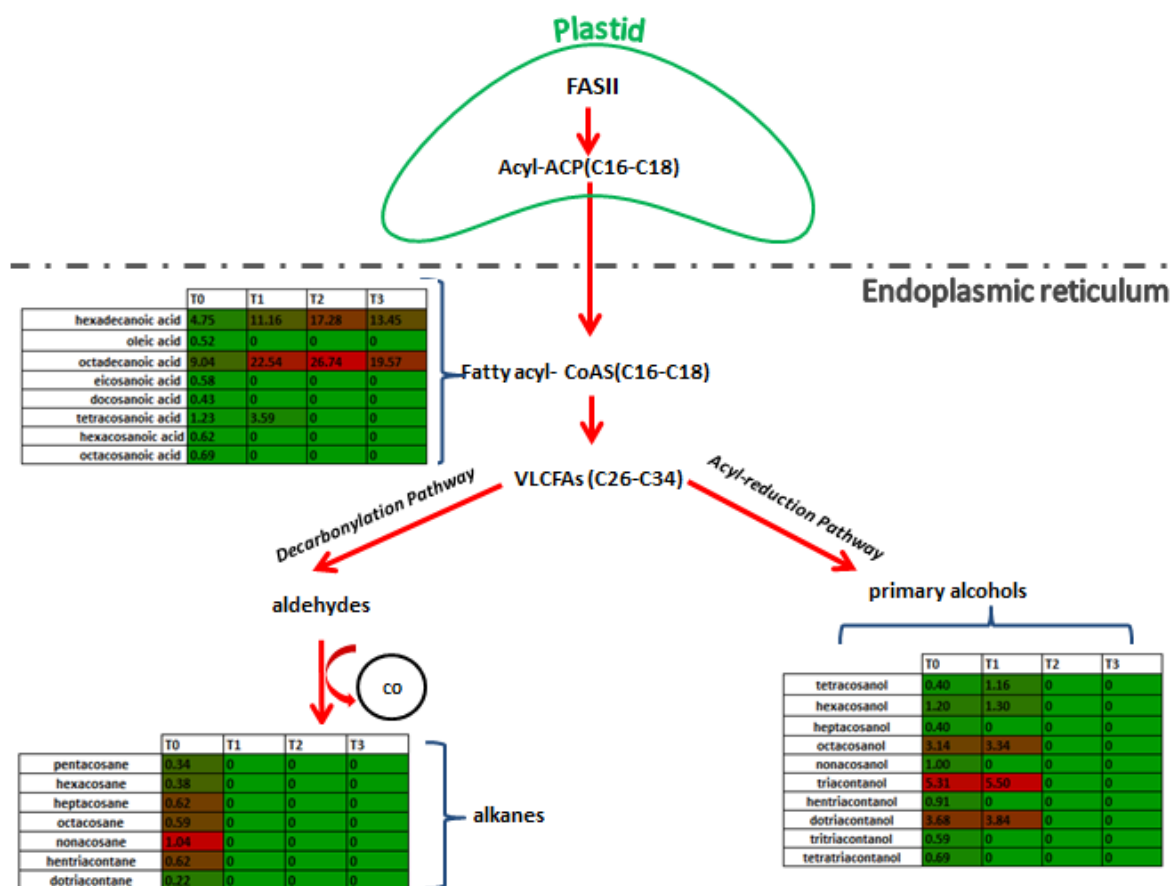 Plastid
FASII
Acyl-ACP(C16-C18)
Endoplasmic reticulum
T0 T1 T2 T3
hexadecanoic acid 4.75 11.16 17.28 13.45
oleic acid 0.52 0 0 0
octadecanoic acid 9.04 22.54 26.74 19.57
eicosanoic acid 0.58 0 0 0
docosanoic acid 0.43 0 0 0
tetracosanoic acid 1.23 3.59 0 0
hexacosanoic acid 0.62 0 0 0
octacosanoic acid 0.69 0 0 0
Fatty acyl- CoAS(C16-C18)
VLCFAs (C26-C34)
Decarbonylation Pathway
Acyl-reduction Pathway
aldehydes
primary alcohols
CO
T0 T1 T2 T3
tetracosanol 0.40 1.16 0 0
hexacosanol 1.20 1.30 0 0
heptacosanol 0.40 0 0 0
octacosanol 3.14 3.34 0 0
nonacosanol 1.00 0 0 0
triacontanol 5.31 5.50 0 0
hentriacontanol 0.91 0 0 0
dotriacontanol 3.68 3.84 0 0
tritriacontanol 0.59 0 0 0
tetratriacontanol 0.69 0 0 0
T0 T1 T2 T3
pentacosane 0.34 0 0 0
hexacosane 0.38 0 0 0
heptacosane 0.62 0 0 0
octacosane 0.59 0 0 0
nonacosane 1.04 0 0 0
hentriacontane 0.62 0 0 0
dotriacontane 0.22 0 0 0
alkanes